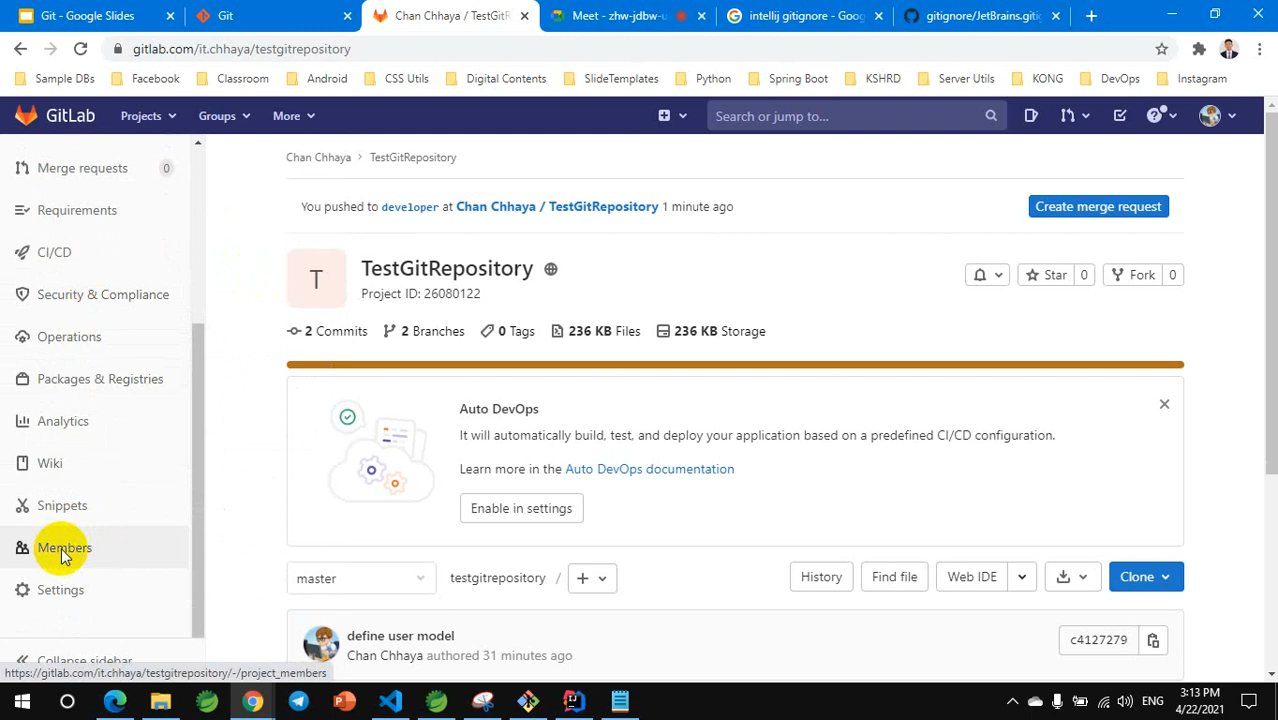 Git - Google Slides
Git
Chan Chhaya / TestGitR
Meet - zhw-jdbw-u
intellij gitignore - Goog
gitignore/JetBrains.giti
gitlab.com/it.chhaya/testgitrepository
Sample DBs
Facebook
Classroom
Android
CSS Utils
Digital Contents
SlideTemplates
Python
Spring Boot
KSHRD
Server Utils
KONG
DevOps
Instagram
GitLab
Projects
Groups
More
Search or jump to...
Merge requests 0
Requirements
CI/CD
Security & Compliance
Operations
Packages & Registries
Analytics
Wiki
Snippets
Members
Settings
Collapse sidebar
https://gitlab.com/it.chhaya/testgitrepository/-/project_members
Chan Chhaya > TestGitRepository
You pushed to developer at Chan Chhaya / TestGitRepository 1 minute ago
Create merge request
T
TestGitRepository
Project ID: 26080122
Star 0
Fork 0
2 Commits
2 Branches
0 Tags
236 KB Files
236 KB Storage
Auto DevOps
It will automatically build, test, and deploy your application based on a predefined CI/CD configuration.
Learn more in the Auto DevOps documentation
Enable in settings
master
testgitrepository /
History
Find file
Web IDE
Clone
define user model
Chan Chhaya authored 31 minutes ago
c4127279
ENG
3:13 PM
4/22/2021